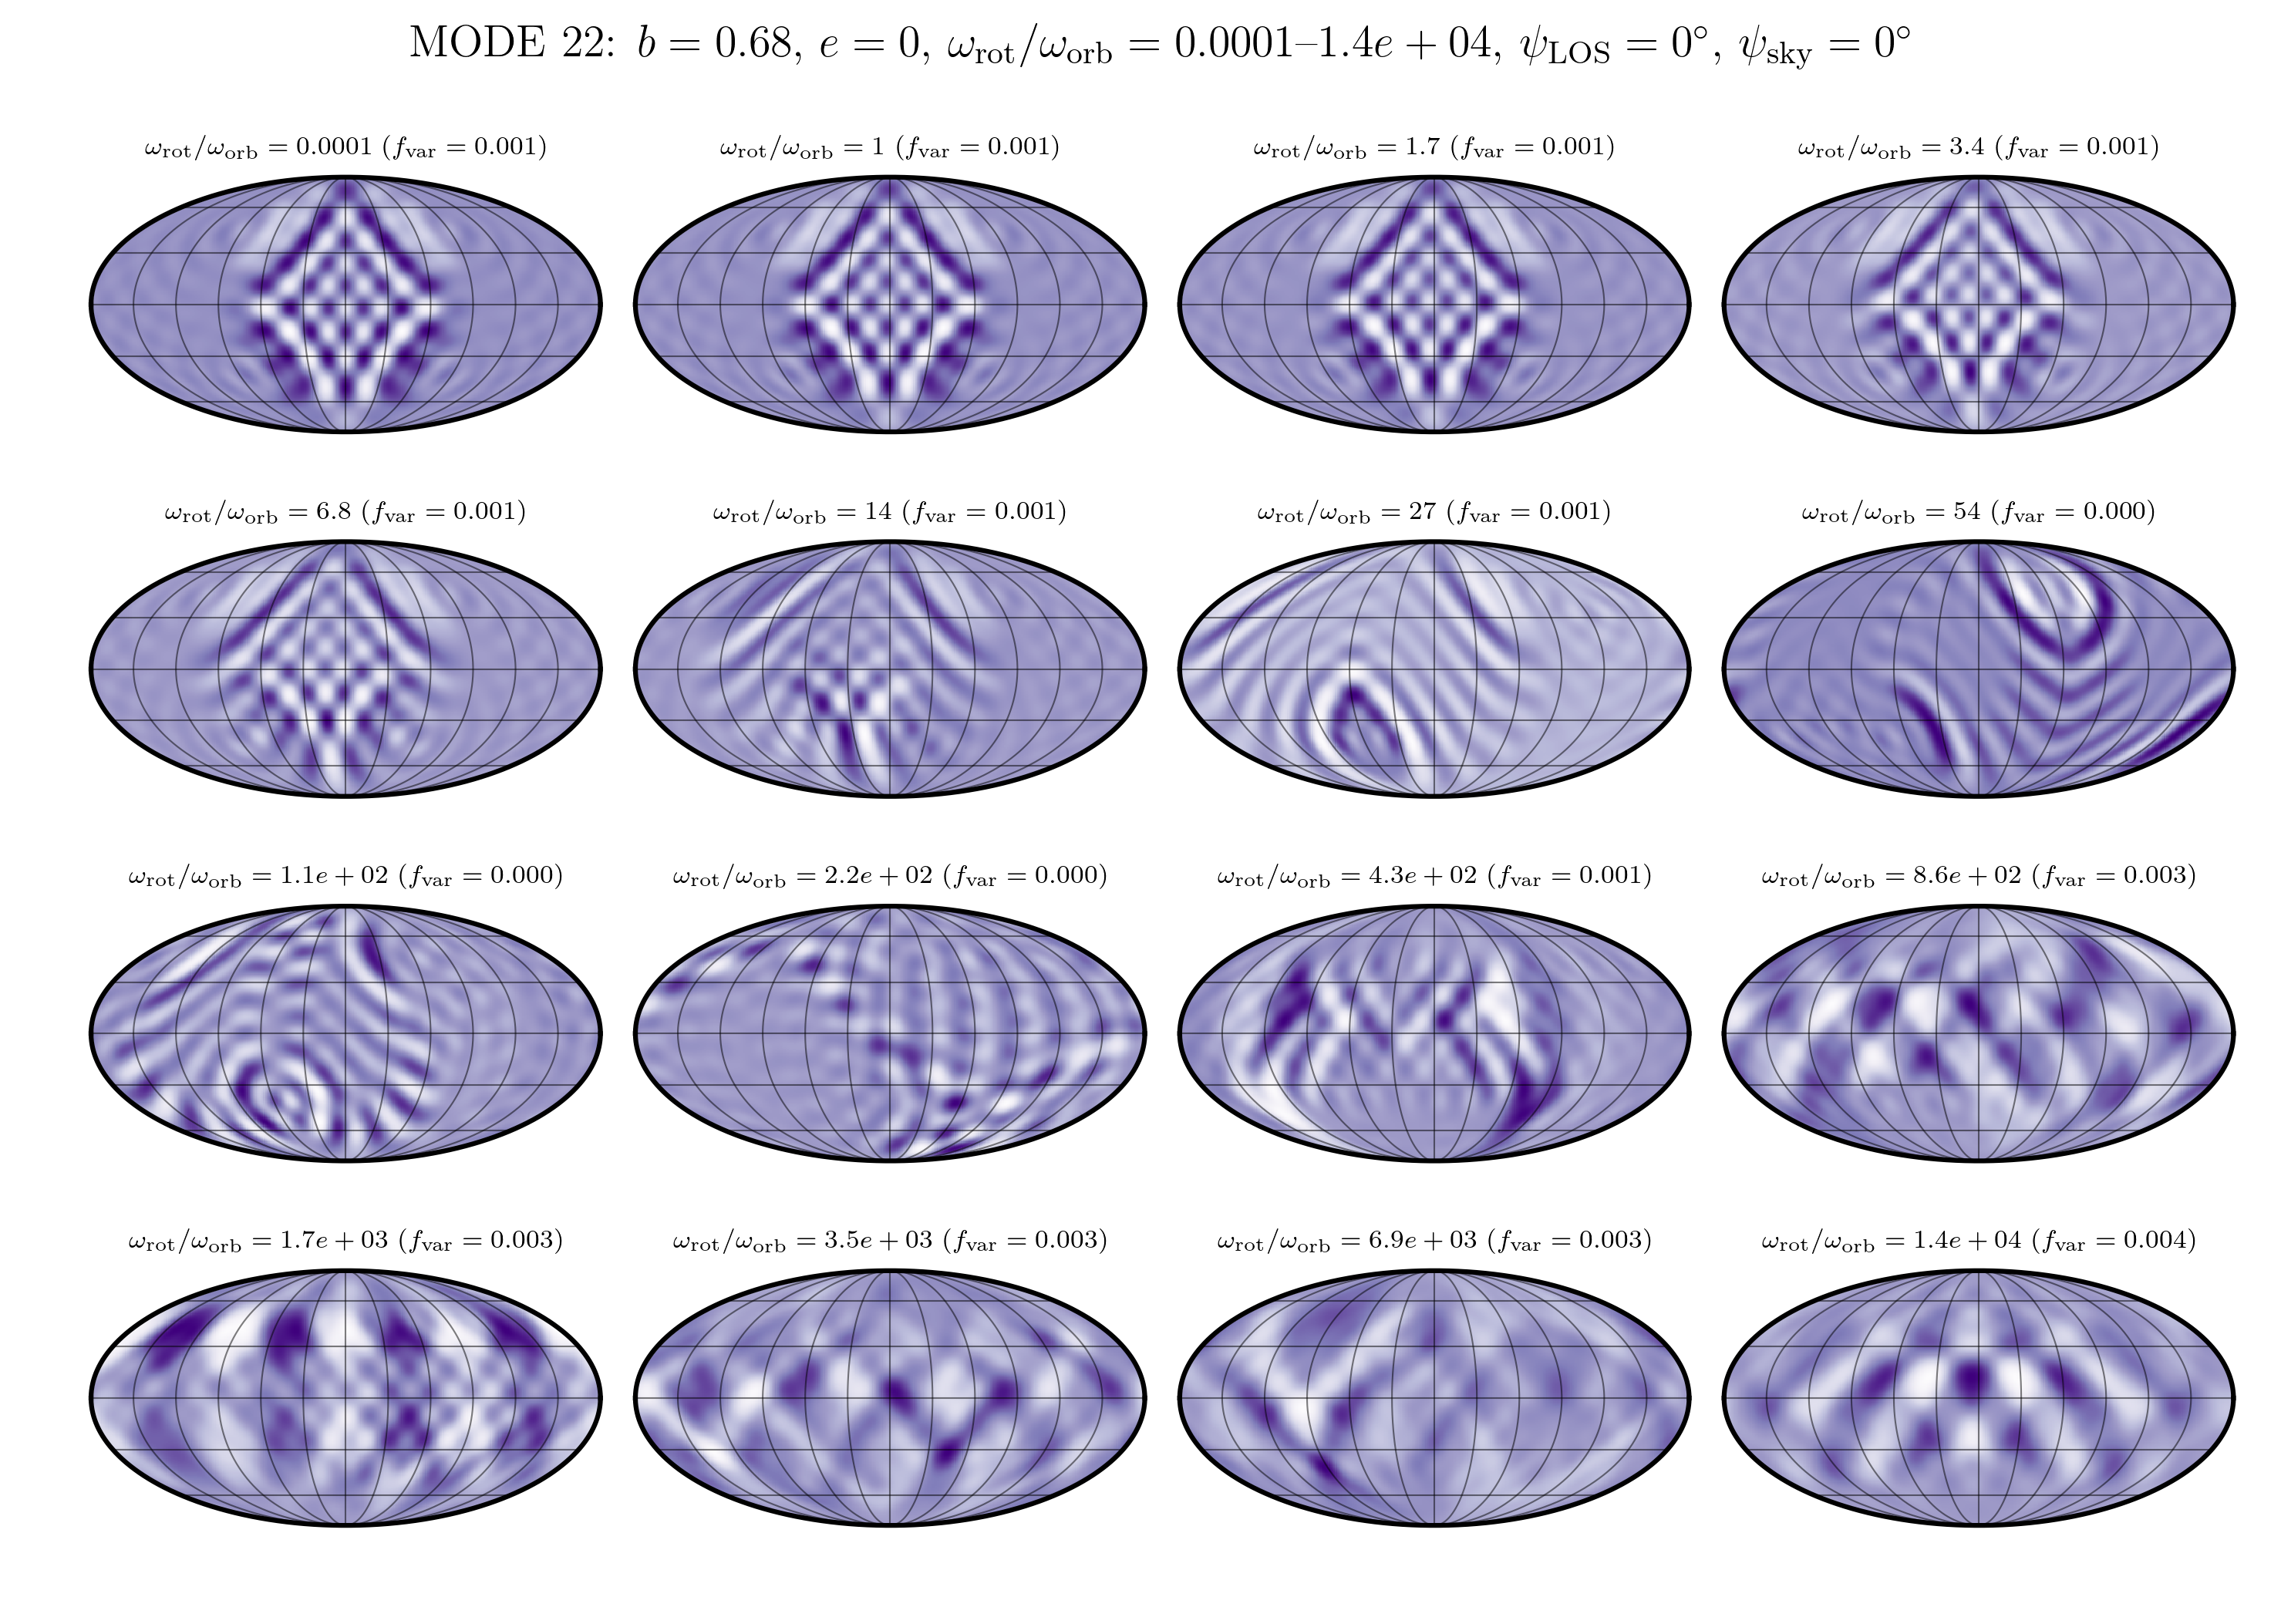 MODE 22: b = 0.68, e = 0, ω_rot/ω_orb = 0.0001–1.4e + 04, ψ_LOS = 0°, ψ_sky = 0°
ω_rot/ω_orb = 0.0001 (f_var = 0.001)
ω_rot/ω_orb = 1 (f_var = 0.001)
ω_rot/ω_orb = 1.7 (f_var = 0.001)
ω_rot/ω_orb = 3.4 (f_var = 0.001)
ω_rot/ω_orb = 6.8 (f_var = 0.001)
ω_rot/ω_orb = 14 (f_var = 0.001)
ω_rot/ω_orb = 27 (f_var = 0.001)
ω_rot/ω_orb = 54 (f_var = 0.000)
ω_rot/ω_orb = 1.1e + 02 (f_var = 0.000)
ω_rot/ω_orb = 2.2e + 02 (f_var = 0.000)
ω_rot/ω_orb = 4.3e + 02 (f_var = 0.001)
ω_rot/ω_orb = 8.6e + 02 (f_var = 0.003)
ω_rot/ω_orb = 1.7e + 03 (f_var = 0.003)
ω_rot/ω_orb = 3.5e + 03 (f_var = 0.003)
ω_rot/ω_orb = 6.9e + 03 (f_var = 0.003)
ω_rot/ω_orb = 1.4e + 04 (f_var = 0.004)